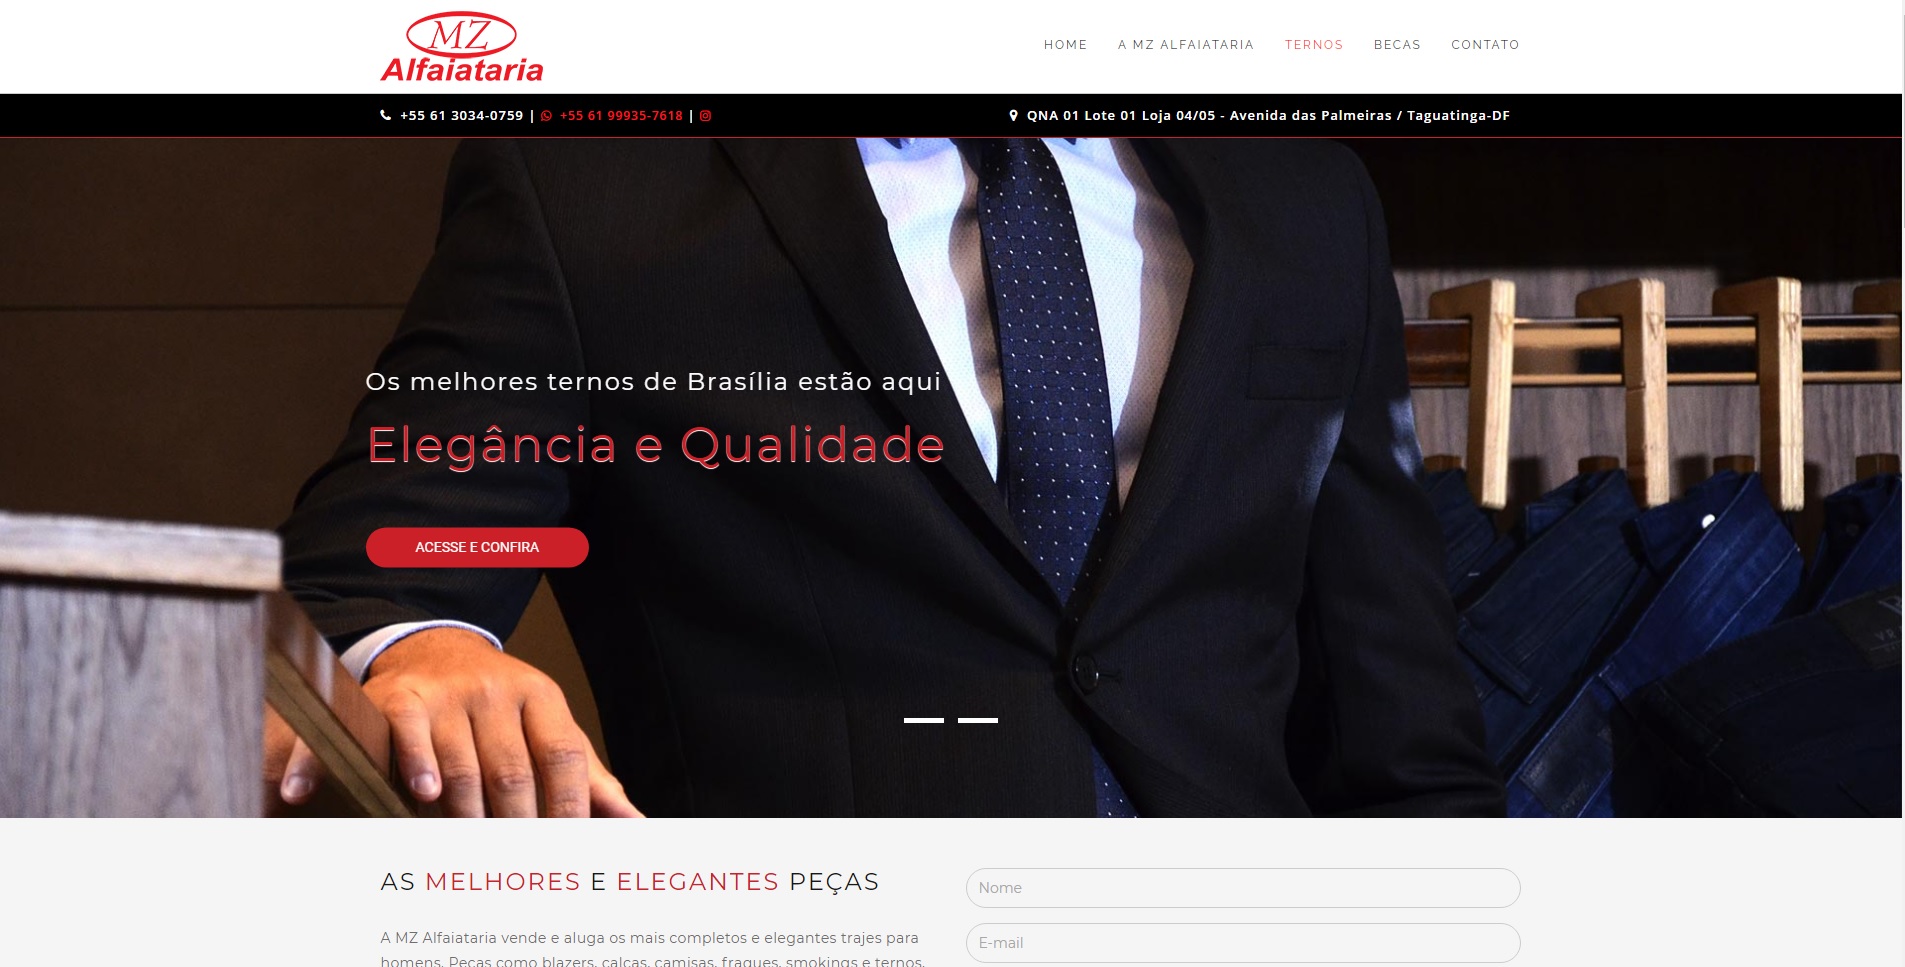 MZ
Alfaiataria
HOME A MZ ALFAIATARIA TERNOS BECAS CONTATO
+55 61 3034-0759 | +55 61 99935-7618 |
QNA 01 Lote 01 Loja 04/05 - Avenida das Palmeiras / Taguatinga-DF
Os melhores ternos de Brasília estão aqui
Elegância e Qualidade
ACESSE E CONFIRA
AS MELHORES E ELEGANTES PEÇAS
A MZ Alfaiataria vende e aluga os mais completos e elegantes trajes para
homens. Peças como blazers, calças, camisas, fraques, smokings e ternos,
Nome
E-mail